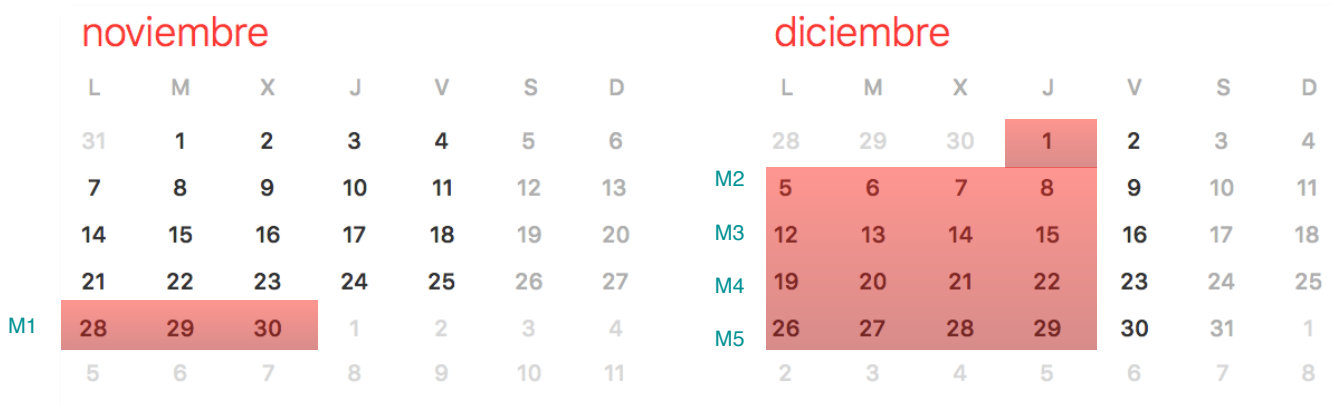 noviembre
L M X J V S D
31 1 2 3 4 5 6
7 8 9 10 11 12 13
14 15 16 17 18 19 20
21 22 23 24 25 26 27
M1 28 29 30 1 2 3 4
5 6 7 8 9 10 11
diciembre
L M X J V S D
28 29 30 1 2 3 4
M2 5 6 7 8 9 10 11
M3 12 13 14 15 16 17 18
M4 19 20 21 22 23 24 25
M5 26 27 28 29 30 31 1
2 3 4 5 6 7 8